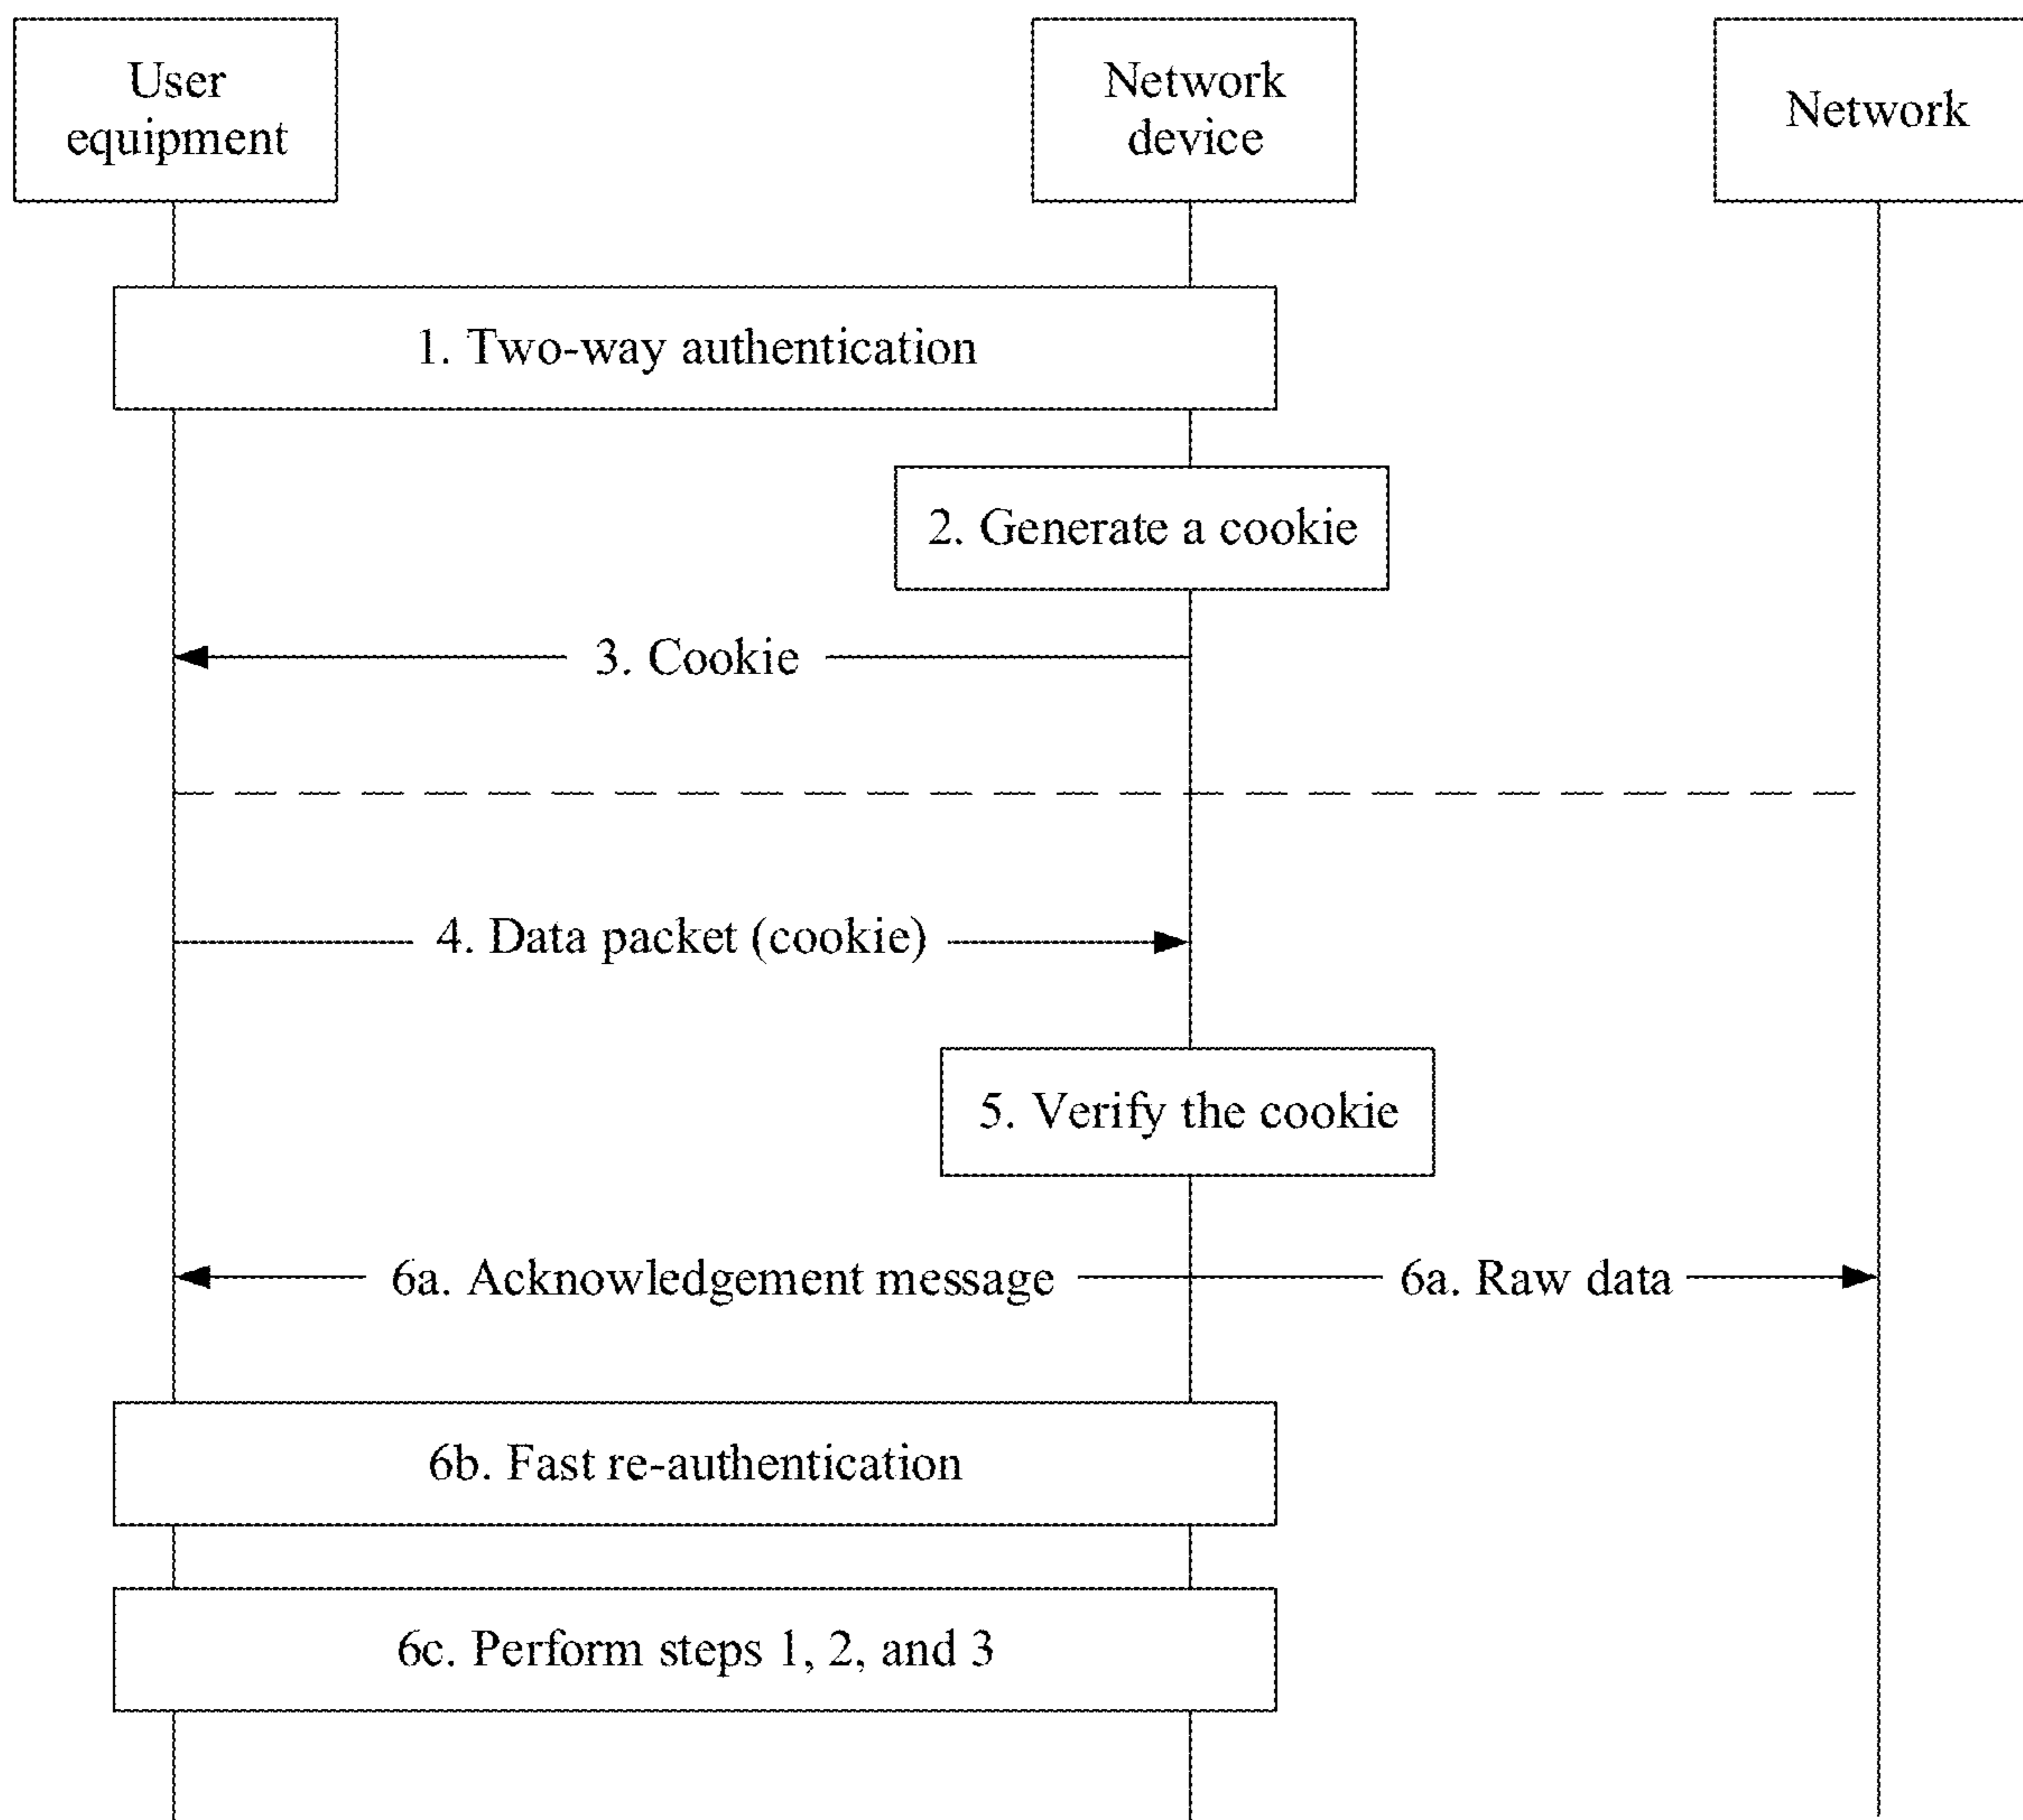 User
equipment
Network
device
Network
1. Two-way authentication
2. Generate a cookie
3. Cookie
4. Data packet (cookie)
5. Verify the cookie
6a. Acknowledgement message
6a. Raw data
6b. Fast re-authentication
6c. Perform steps 1, 2, and 3